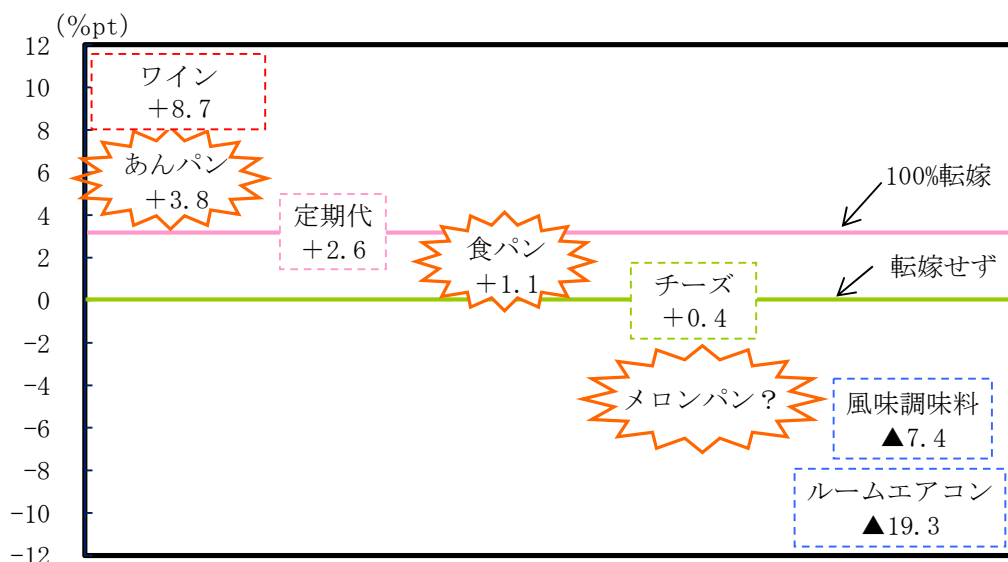 (%pt)
12
10
8
6
4
2
0
-2
-4
-6
-8
-10
-12
ワイン
+8.7
あんパン
+3.8
定期代
+2.6
食パン
+1.1
チーズ
+0.4
メロンパン？
風味調味料
▲7.4
ルームエアコン
▲19.3
100%転嫁
転嫁せず